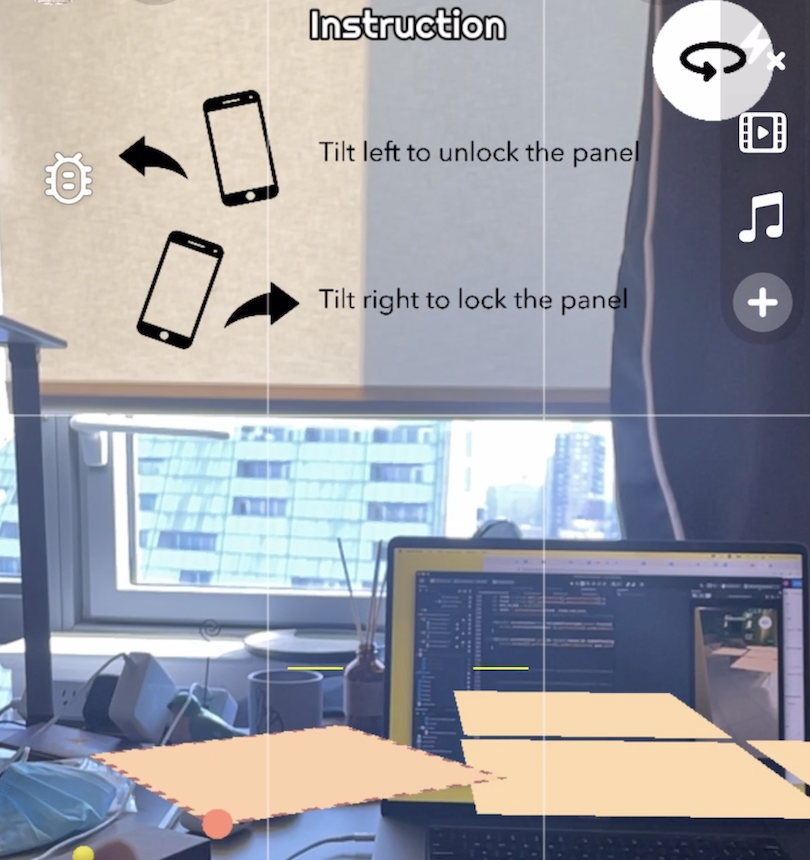 Instruction
Tilt left to unlock the panel
Tilt right to lock the panel